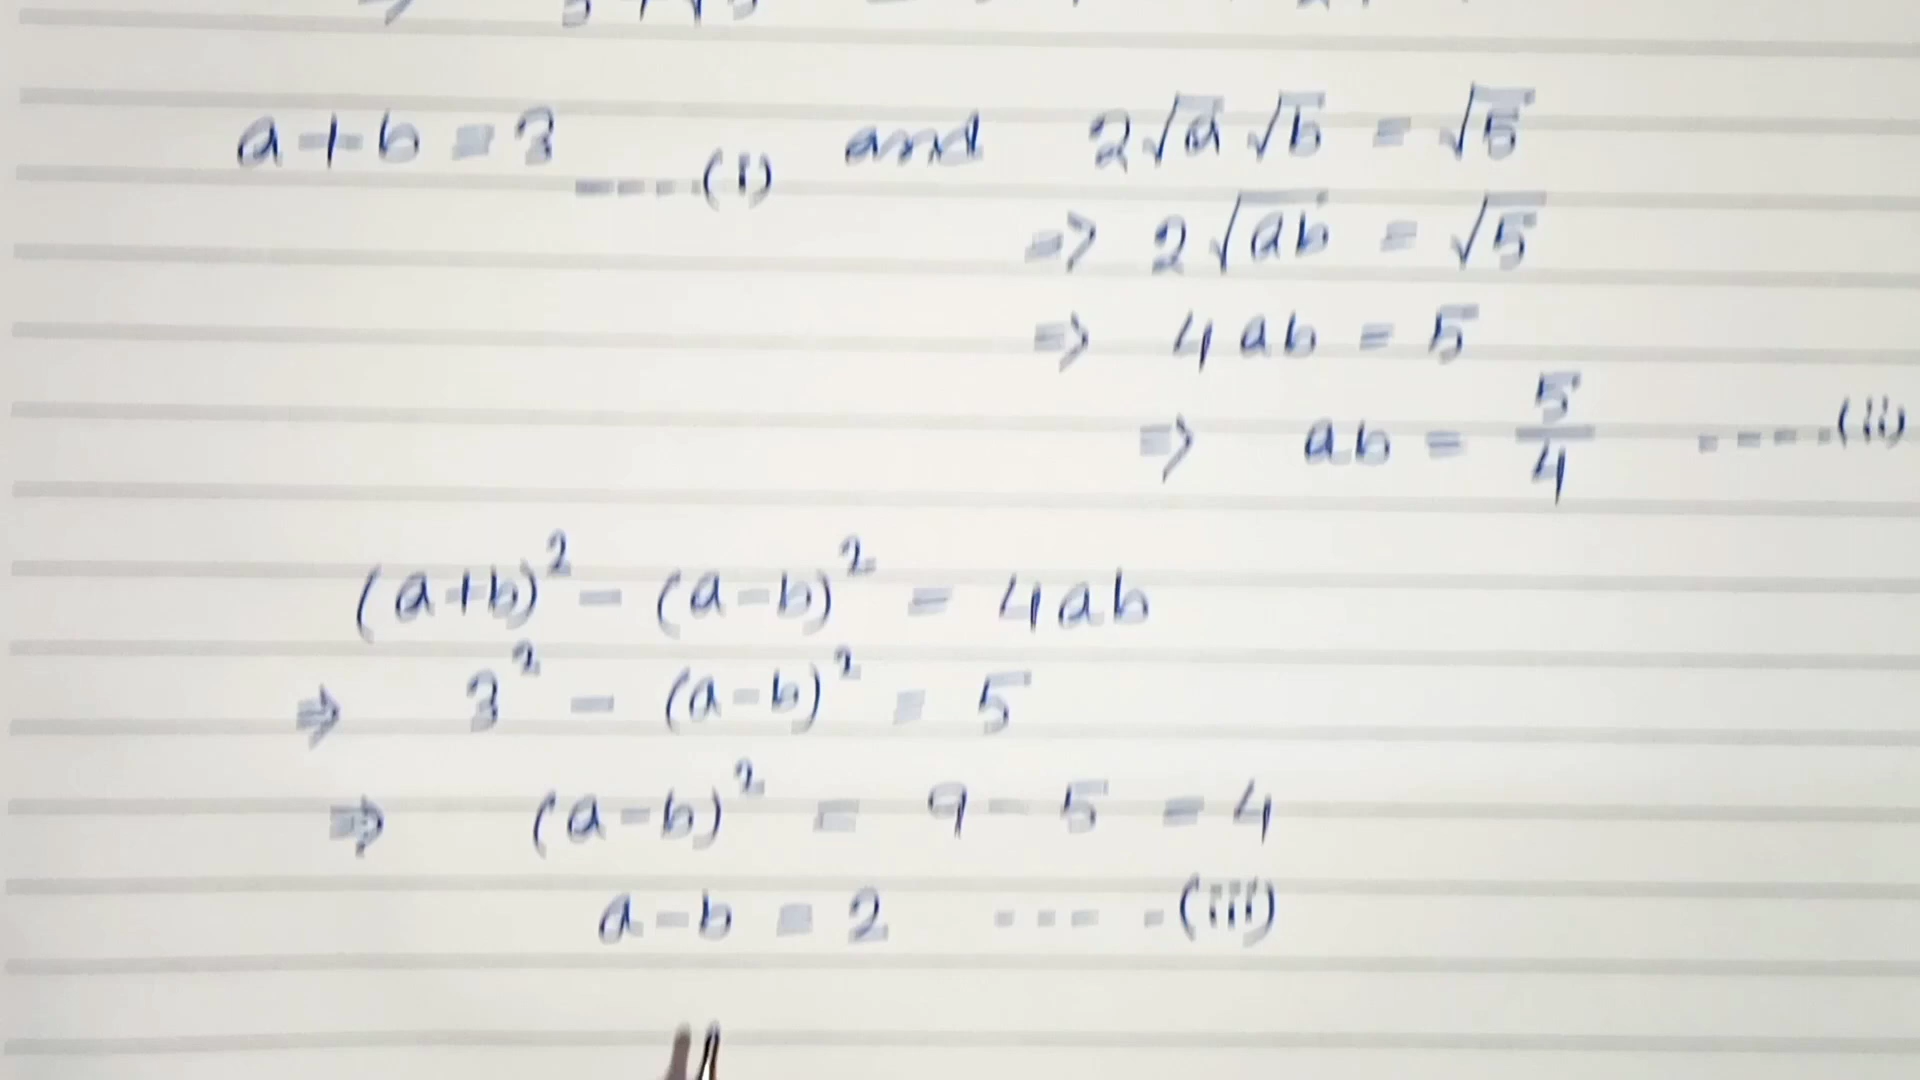 a+b = 3 ----(i) and 2√a √b = √5
=> 2√ab = √5
=> 4ab = 5
=> ab = 5/4 ----(ii)
(a+b)² - (a-b)² = 4ab
=> 3² - (a-b)² = 5
=> (a-b)² = 9 - 5 = 4
a-b = 2 ----(iii)